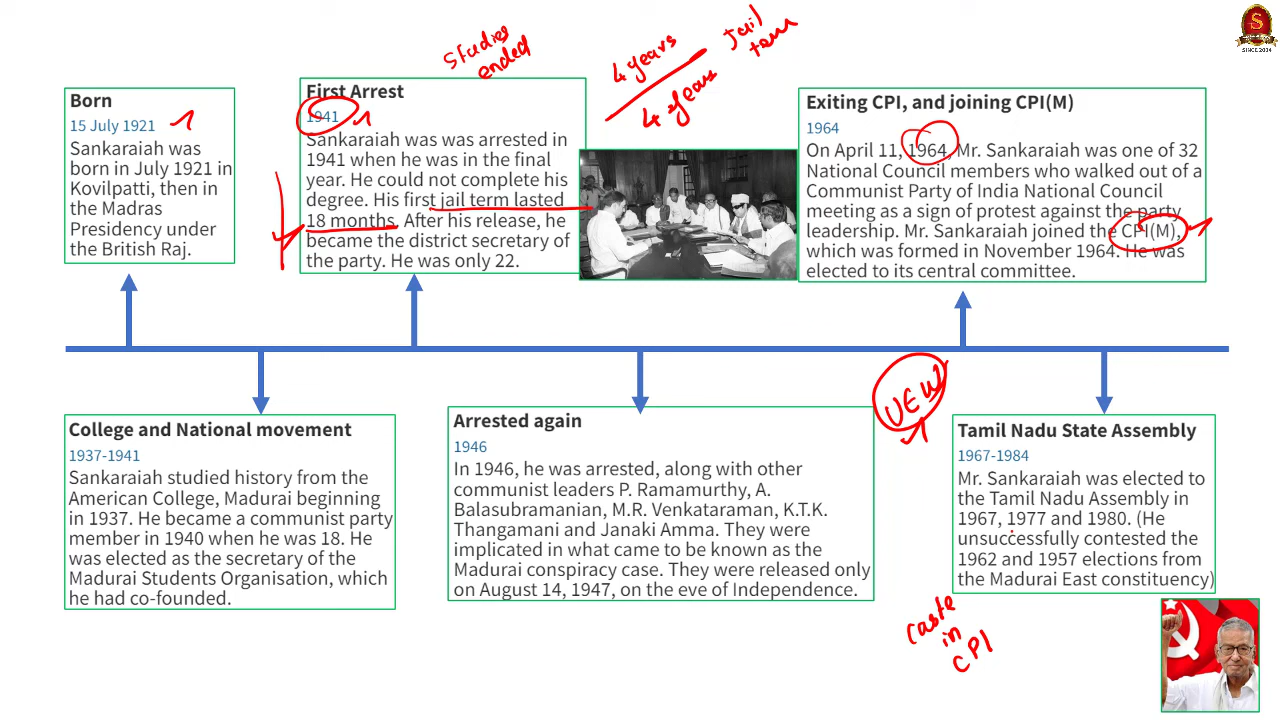 SINCE 2004
Studies
ended
4 years
4 years
Jail
term
Born
15 July 1921
Sankaraiah was
born in July 1921 in
Kovilpatti, then in
the Madras
Presidency under
the British Raj.
First Arrest
1941
Sankaraiah was was arrested in
1941 when he was in the final
year. He could not complete his
degree. His first jail term lasted
18 months. After his release, he
became the district secretary of
the party. He was only 22.
Exiting CPI, and joining CPI(M)
1964
On April 11, 1964, Mr. Sankaraiah was one of 32
National Council members who walked out of a
Communist Party of India National Council
meeting as a sign of protest against the party
leadership. Mr. Sankaraiah joined the CPI(M),
which was formed in November 1964. He was
elected to its central committee.
College and National movement
1937-1941
Sankaraiah studied history from the
American College, Madurai beginning
in 1937. He became a communist party
member in 1940 when he was 18. He
was elected as the secretary of the
Madurai Students Organisation, which
he had co-founded.
Arrested again
1946
In 1946, he was arrested, along with other
communist leaders P. Ramamurthy, A.
Balasubramanian, M.R. Venkataraman, K.T.K.
Thangamani and Janaki Amma. They were
implicated in what came to be known as the
Madurai conspiracy case. They were released only
on August 14, 1947, on the eve of Independence.
Tamil Nadu State Assembly
1967-1984
Mr. Sankaraiah was elected to
the Tamil Nadu Assembly in
1967, 1977 and 1980. (He
unsuccessfully contested the
1962 and 1957 elections from
the Madurai East constituency)
caste
in
CPI